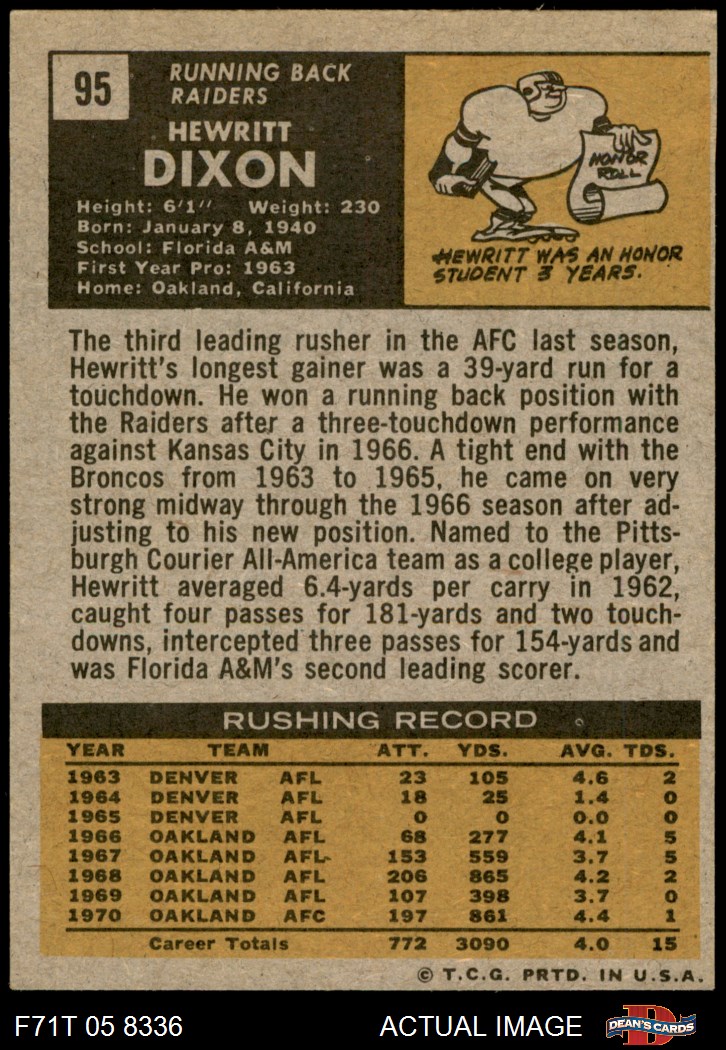 95
RUNNING BACK
RAIDERS
HEWRITT
DIXON
Height: 6'1" Weight: 230
Born: January 8, 1940
School: Florida A&M
First Year Pro: 1963
Home: Oakland, California
HONOR
ROLL
HEWRITT WAS AN HONOR
STUDENT 3 YEARS.
The third leading rusher in the AFC last season,
Hewritt's longest gainer was a 39-yard run for a
touchdown. He won a running back position with
the Raiders after a three-touchdown performance
against Kansas City in 1966. A tight end with the
Broncos from 1963 to 1965, he came on very
strong midway through the 1966 season after ad-
justing to his new position. Named to the Pitts-
burgh Courier All-America team as a college player,
Hewritt averaged 6.4-yards per carry in 1962,
caught four passes for 181-yards and two touch-
downs, intercepted three passes for 154-yards and
was Florida A&M's second leading scorer.
RUSHING RECORD
YEAR TEAM ATT. YDS. AVG. TDS.
1963 DENVER AFL 23 105 4.6 2
1964 DENVER AFL 18 25 1.4 0
1965 DENVER AFL 0 0 0.0 0
1966 OAKLAND AFL 68 277 4.1 5
1967 OAKLAND AFL 153 559 3.7 5
1968 OAKLAND AFL 206 865 4.2 2
1969 OAKLAND AFL 107 398 3.7 0
1970 OAKLAND AFC 197 861 4.4 1
Career Totals 772 3090 4.0 15
© T.C.G. PRTD. IN U.S.A.
F71T 05 8336 ACTUAL IMAGE D DEAN'S CARDS